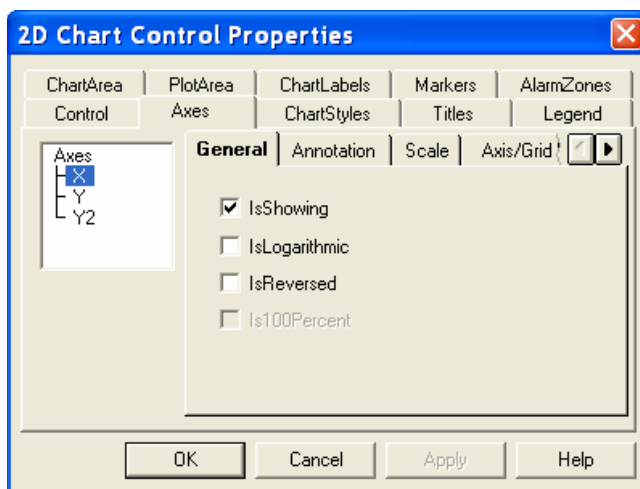 2D Chart Control Properties
ChartArea PlotArea ChartLabels Markers AlarmZones
Control Axes ChartStyles Titles Legend
Axes
X
Y
Y2
General Annotation Scale Axis/Grid
IsShowing
IsLogarithmic
IsReversed
Is100Percent
OK Cancel Apply Help